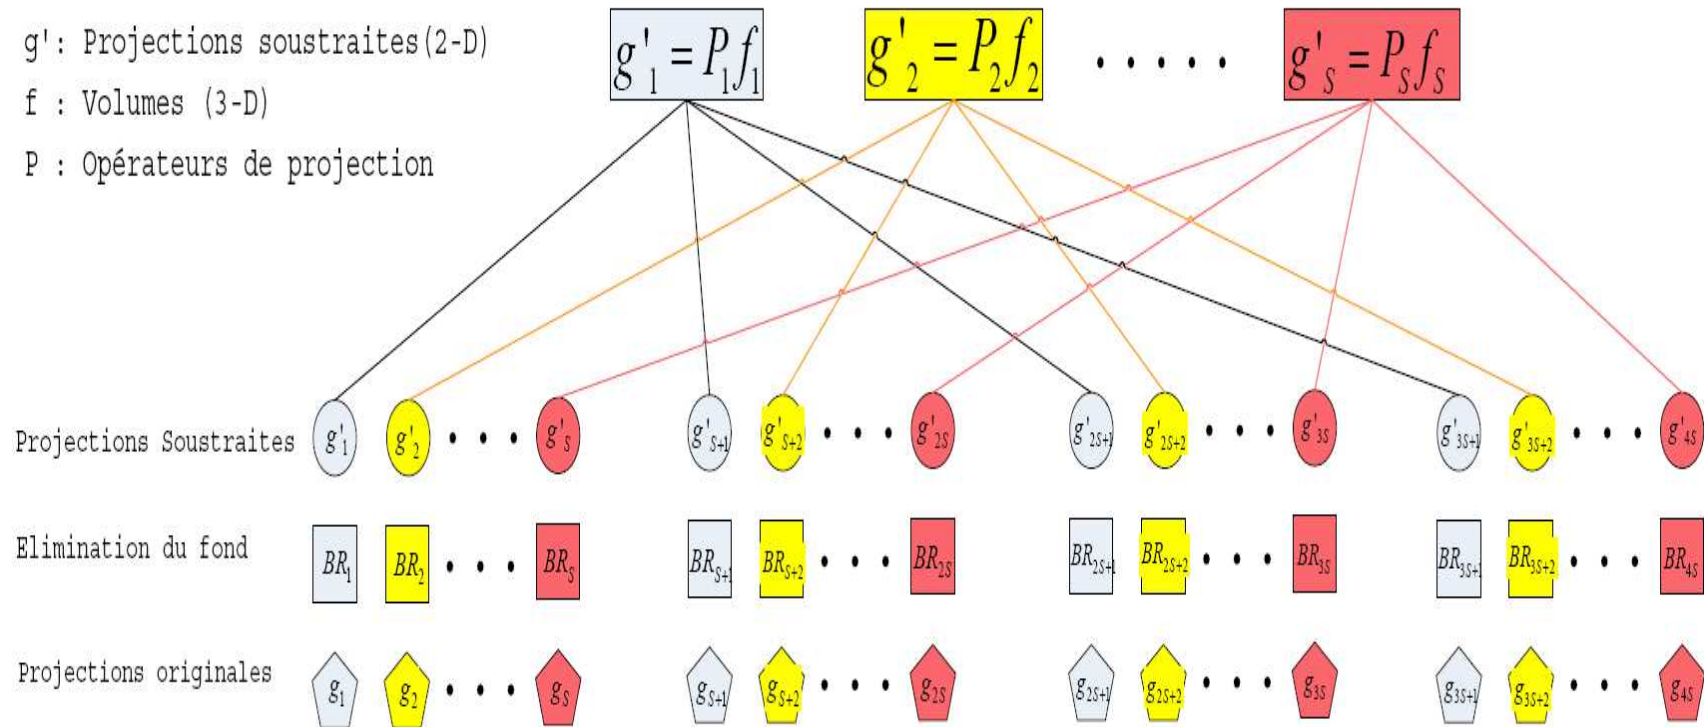 g': Projections soustraites(2-D)
f : Volumes (3-D)
P : Opérateurs de projection
g'₁ = P₁f₁ g'₂ = P₂f₂ • • • • • g'ₛ = Pₛfₛ
Projections Soustraites g'₁ g'₂ • • • g'ₛ g'ₛ₊₁ g'ₛ₊₂ • • • g'₂ₛ g'₂ₛ₊₁ g'₂ₛ₊₂ • • • g'₃ₛ g'₃ₛ₊₁ g'₃ₛ₊₂ • • • g'₄ₛ
Elimination du fond BR₁ BR₂ • • • BRₛ BRₛ₊₁ BRₛ₊₂ • • • BR₂ₛ BR₂ₛ₊₁ BR₂ₛ₊₂ • • • BR₃ₛ BR₃ₛ₊₁ BR₃ₛ₊₂ • • • BR₄ₛ
Projections originales g₁ g₂ • • • gₛ gₛ₊₁ gₛ₊₂ • • • g₂ₛ g₂ₛ₊₁ g₂ₛ₊₂ • • • g₃ₛ g₃ₛ₊₁ g₃ₛ₊₂ • • • g₄ₛ